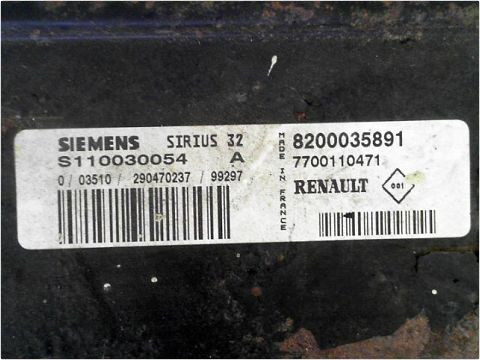 SIEMENS SIRIUS 32
S110030054 A
0 / 03510 / 290470237 / 99297
MADE IN FRANCE
8200035891
7700110471
RENAULT 001